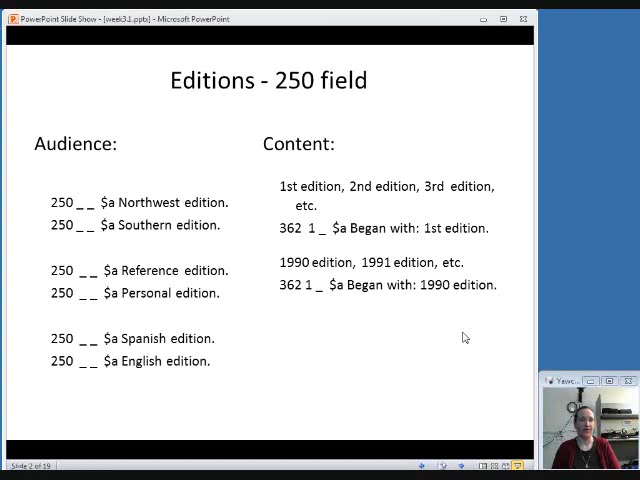 PowerPoint Slide Show - [week3.1.ppts] - Microsoft PowerPoint
Editions - 250 field
Audience:
250 _ _ $a Northwest edition.
250 _ _ $a Southern edition.
250 _ _ $a Reference edition.
250 _ _ $a Personal edition.
250 _ _ $a Spanish edition.
250 _ _ $a English edition.
Content:
1st edition, 2nd edition, 3rd edition,
etc.
362 1 _ $a Began with: 1st edition.
1990 edition, 1991 edition, etc.
362 1 _ $a Began with: 1990 edition.
Yawc...
Slide 2 of 19